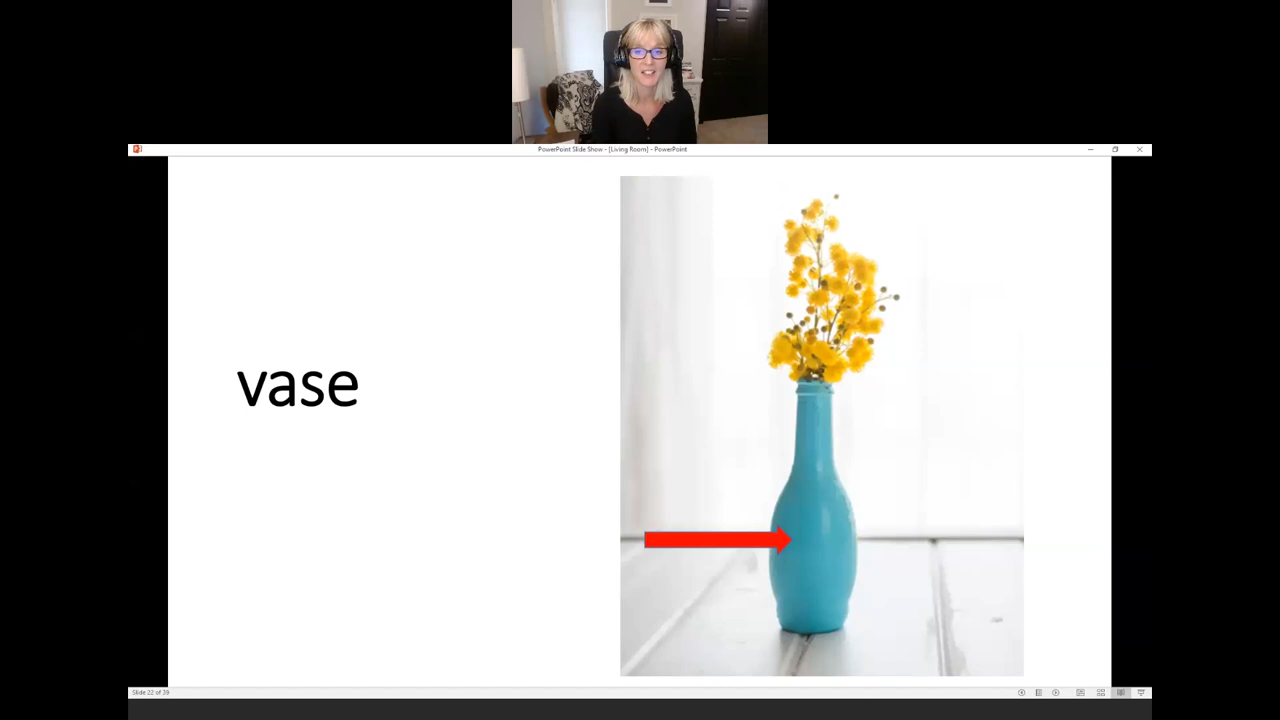 PowerPoint Slide Show - [Living Room] - PowerPoint
vase
Slide 22 of 39